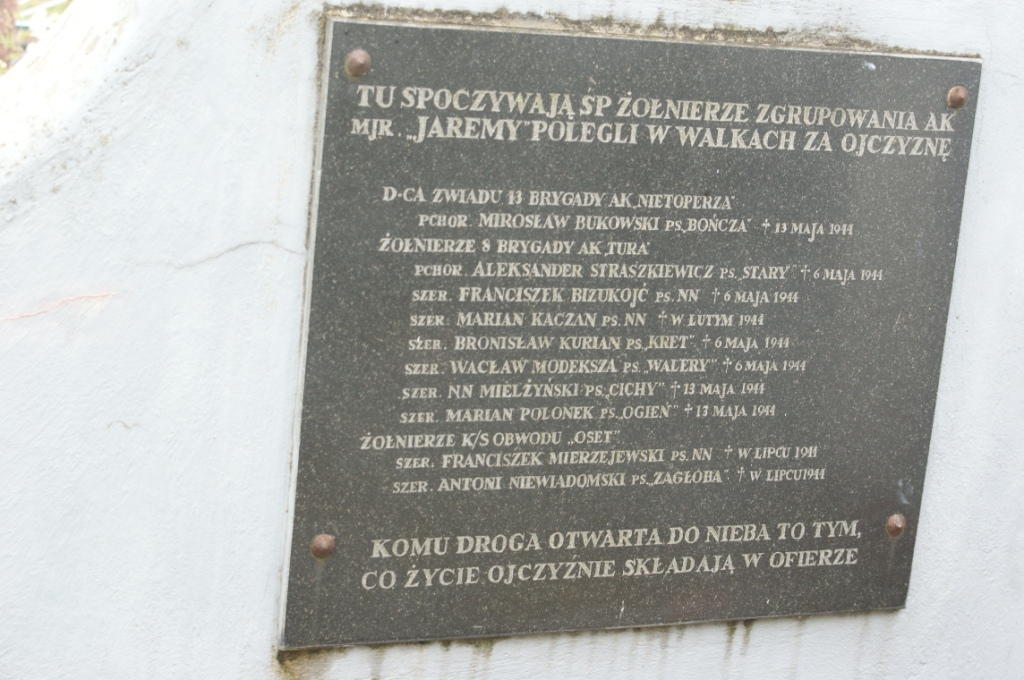 TU SPOCZYWAJĄ ŚP ŻOŁNIERZE ZGRUPOWANIA AK
MJR. „JAREMY” POLEGLI W WALKACH ZA OJCZYZNĘ
D-CA ZWIADU 13 BRYGADY AK „NIETOPERZA”
PCHOR. MIROSŁAW BUKOWSKI PS. „BOŃCZA” † 13 MAJA 1944
ŻOŁNIERZE 8 BRYGADY AK „TURA”
PCHOR. ALEKSANDER STRASZKIEWICZ PS. „STARY” † 6 MAJA 1944
SZER. FRANCISZEK BIZUKOJĆ PS. NN † 6 MAJA 1944
SZER. MARIAN KACZAN PS. NN † W LUTYM 1944
SZER. BRONISŁAW KURIAN PS. „KRET” † 6 MAJA 1944
SZER. WACŁAW MODEKSZA PS. „WALERY” † 6 MAJA 1944
SZER. NN MIELŻYŃSKI PS. „CICHY” † 13 MAJA 1944
SZER. MARIAN POLONEK PS. „OGIEŃ” † 13 MAJA 1944
ŻOŁNIERZE K/S OBWODU „OSET”
SZER. FRANCISZEK MIERZEJEWSKI PS. NN † W LIPCU 1944
SZER. ANTONI NIEWIADOMSKI PS. „ZAGŁOBA” † W LIPCU 1944
KOMU DROGA OTWARTA DO NIEBA TO TYM,
CO ŻYCIE OJCZYŹNIE SKŁADAJĄ W OFIERZE